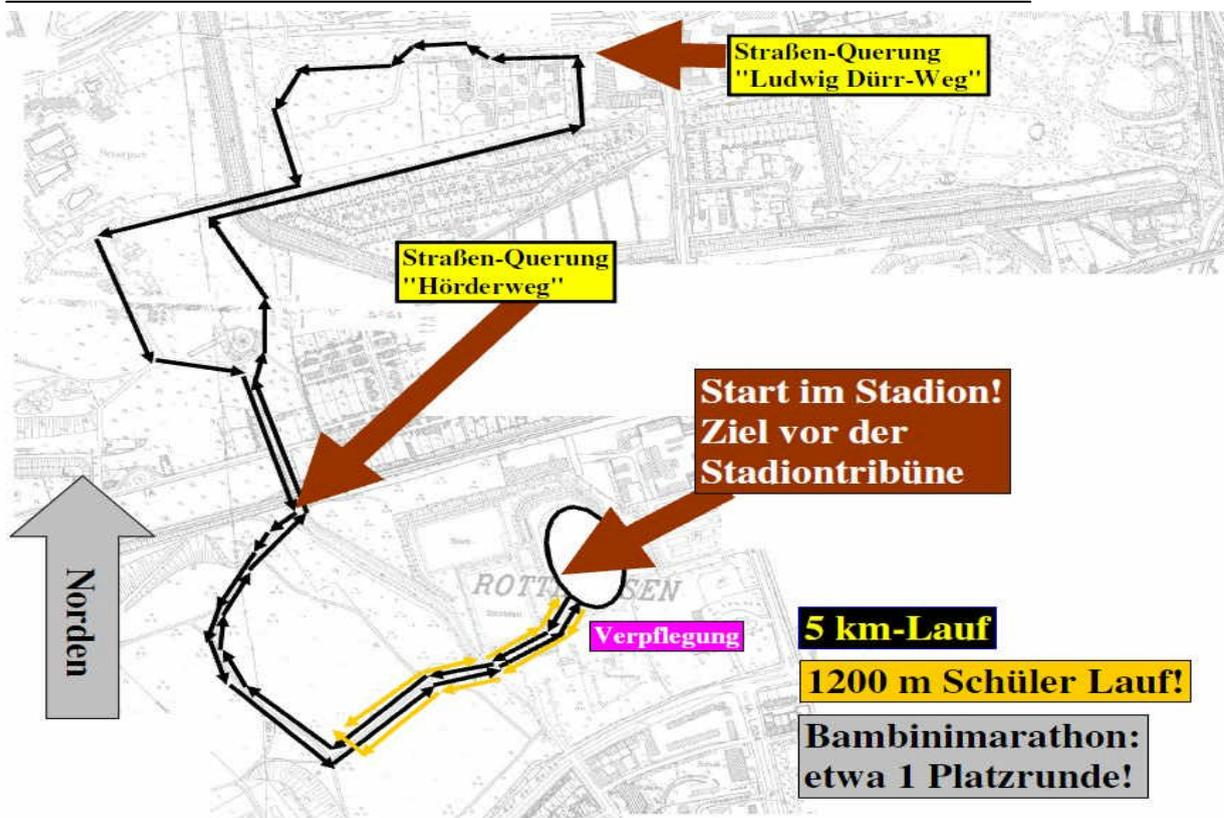 Straßen-Querung
"Ludwig Dürr-Weg"
Straßen-Querung
"Hörderweg"
Start im Stadion!
Ziel vor der
Stadiontribüne
Norden
Verpflegung
5 km-Lauf
1200 m Schüler Lauf!
Bambinimarathon:
etwa 1 Platzrunde!